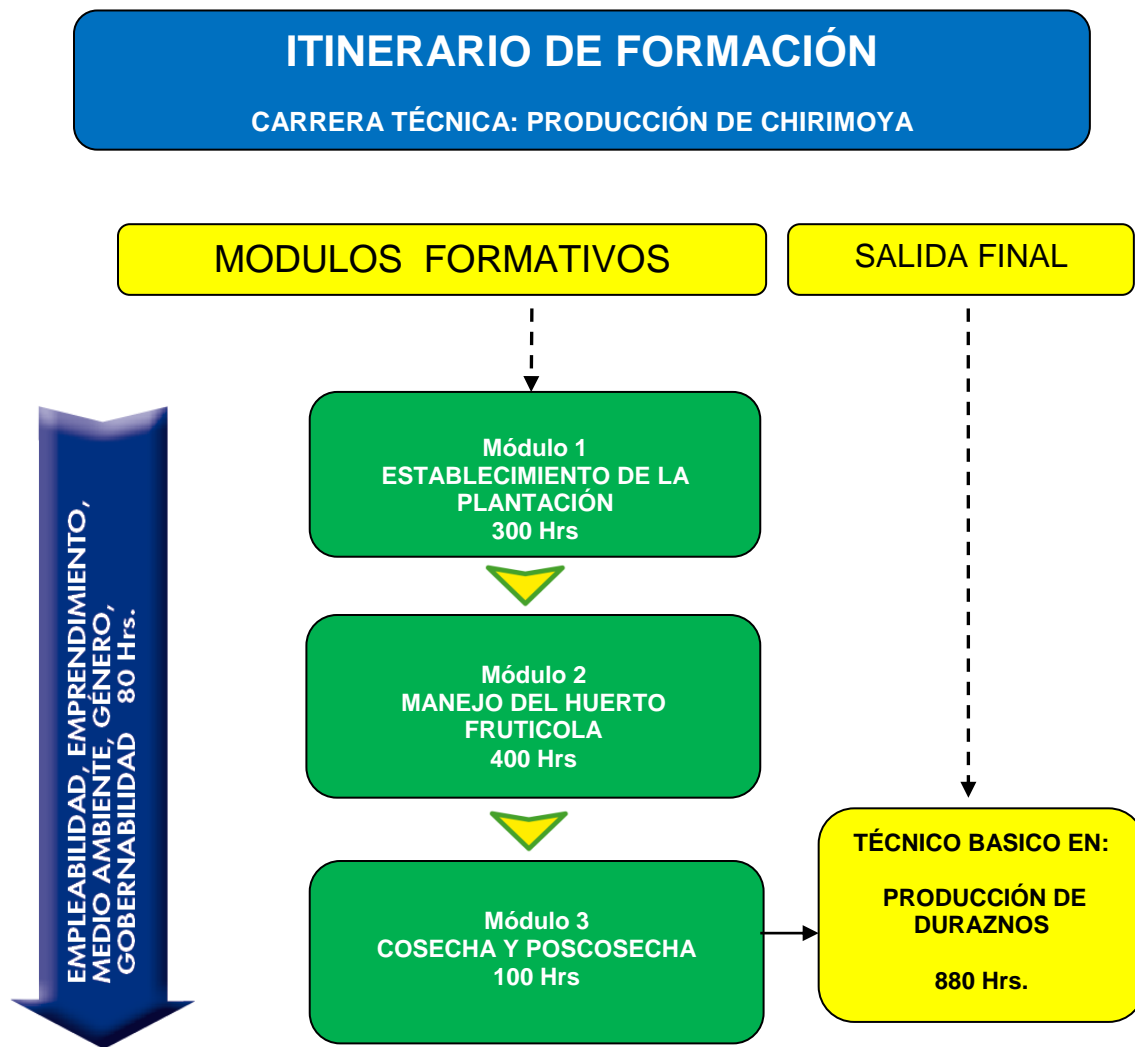 ITINERARIO DE FORMACIÓN
CARRERA TÉCNICA: PRODUCCIÓN DE CHIRIMOYA
MODULOS FORMATIVOS
SALIDA FINAL
EMPLEABILIDAD, EMPRENDIMIENTO,
MEDIO AMBIENTE, GÉNERO,
GOBERNABILIDAD 80 Hrs.
Módulo 1
ESTABLECIMIENTO DE LA
PLANTACIÓN
300 Hrs
Módulo 2
MANEJO DEL HUERTO
FRUTICOLA
400 Hrs
Módulo 3
COSECHA Y POSCOSECHA
100 Hrs
TÉCNICO BASICO EN:
PRODUCCIÓN DE
DURAZNOS
880 Hrs.